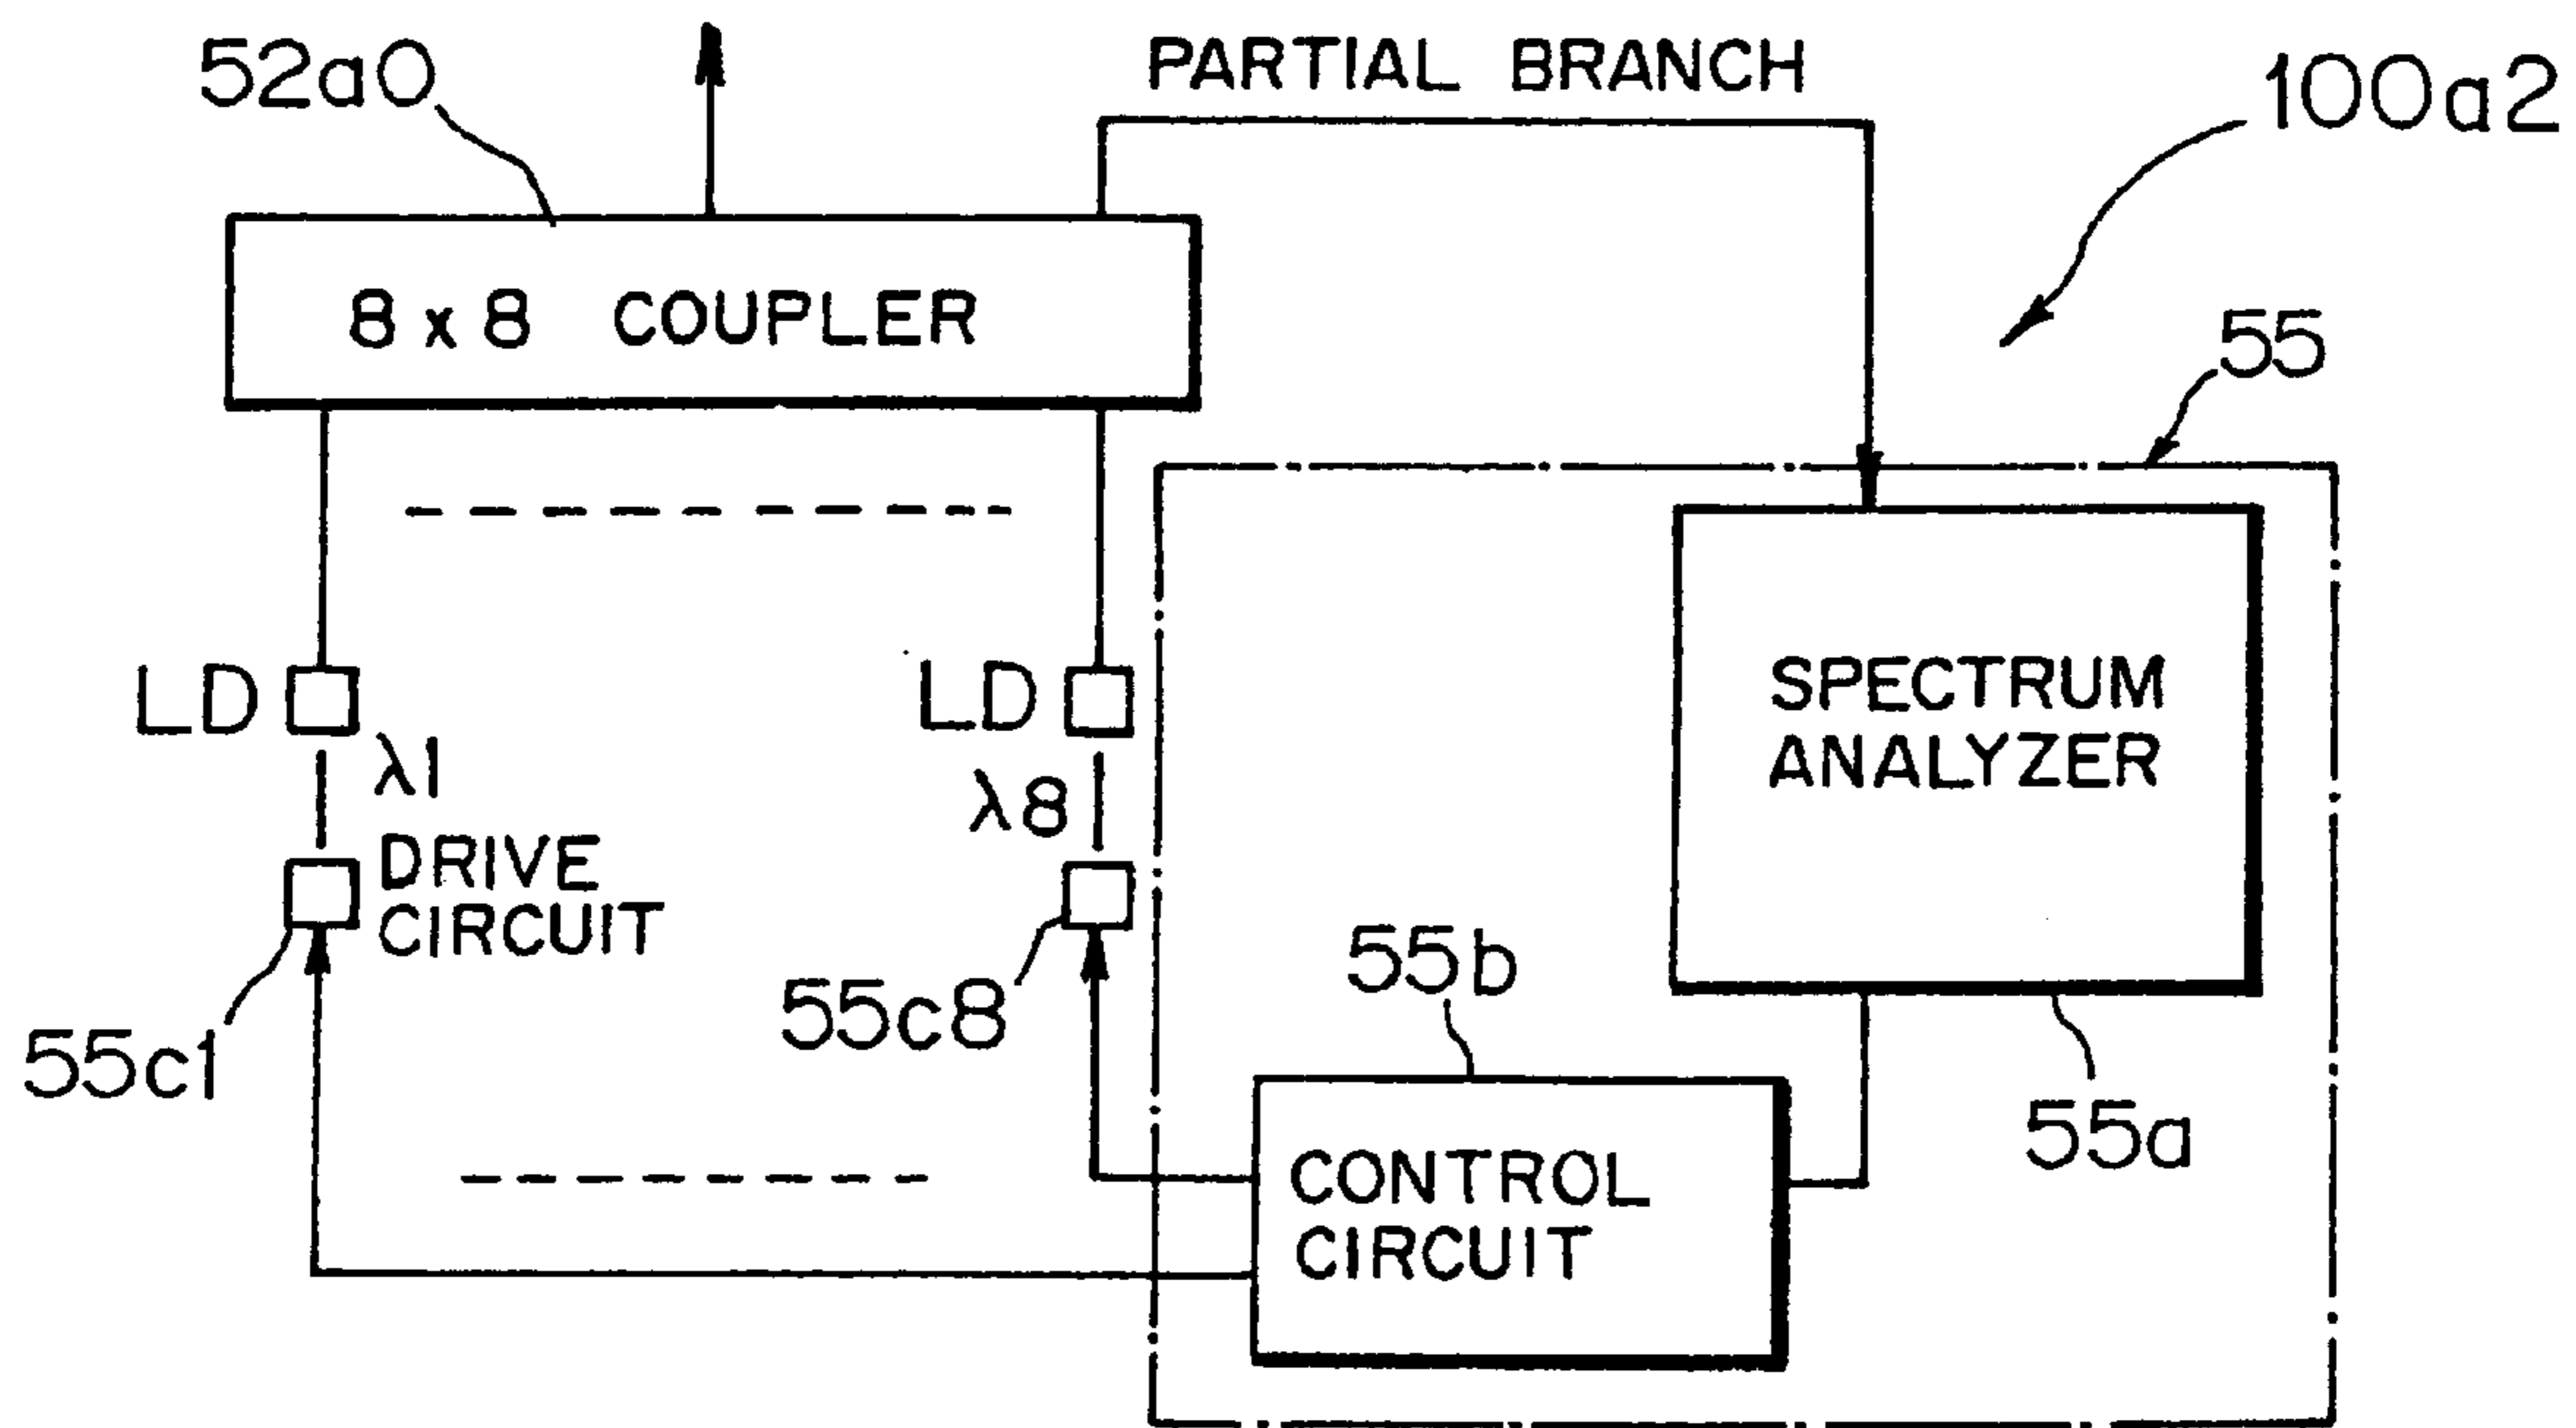 52a0
PARTIAL BRANCH
100a2
8 x 8 COUPLER
55
LD
λ1
LD
λ8
SPECTRUM
ANALYZER
DRIVE
CIRCUIT
55c1
55c8
55b
55a
CONTROL
CIRCUIT